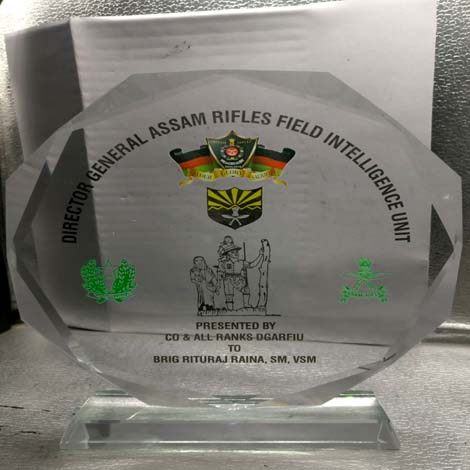 DIRECTOR GENERAL ASSAM RIFLES FIELD INTELLIGENCE UNIT
PRESENTED BY
CO & ALL RANKS DGARFIU
TO
BRIG RITURAJ RAINA, SM, VSM